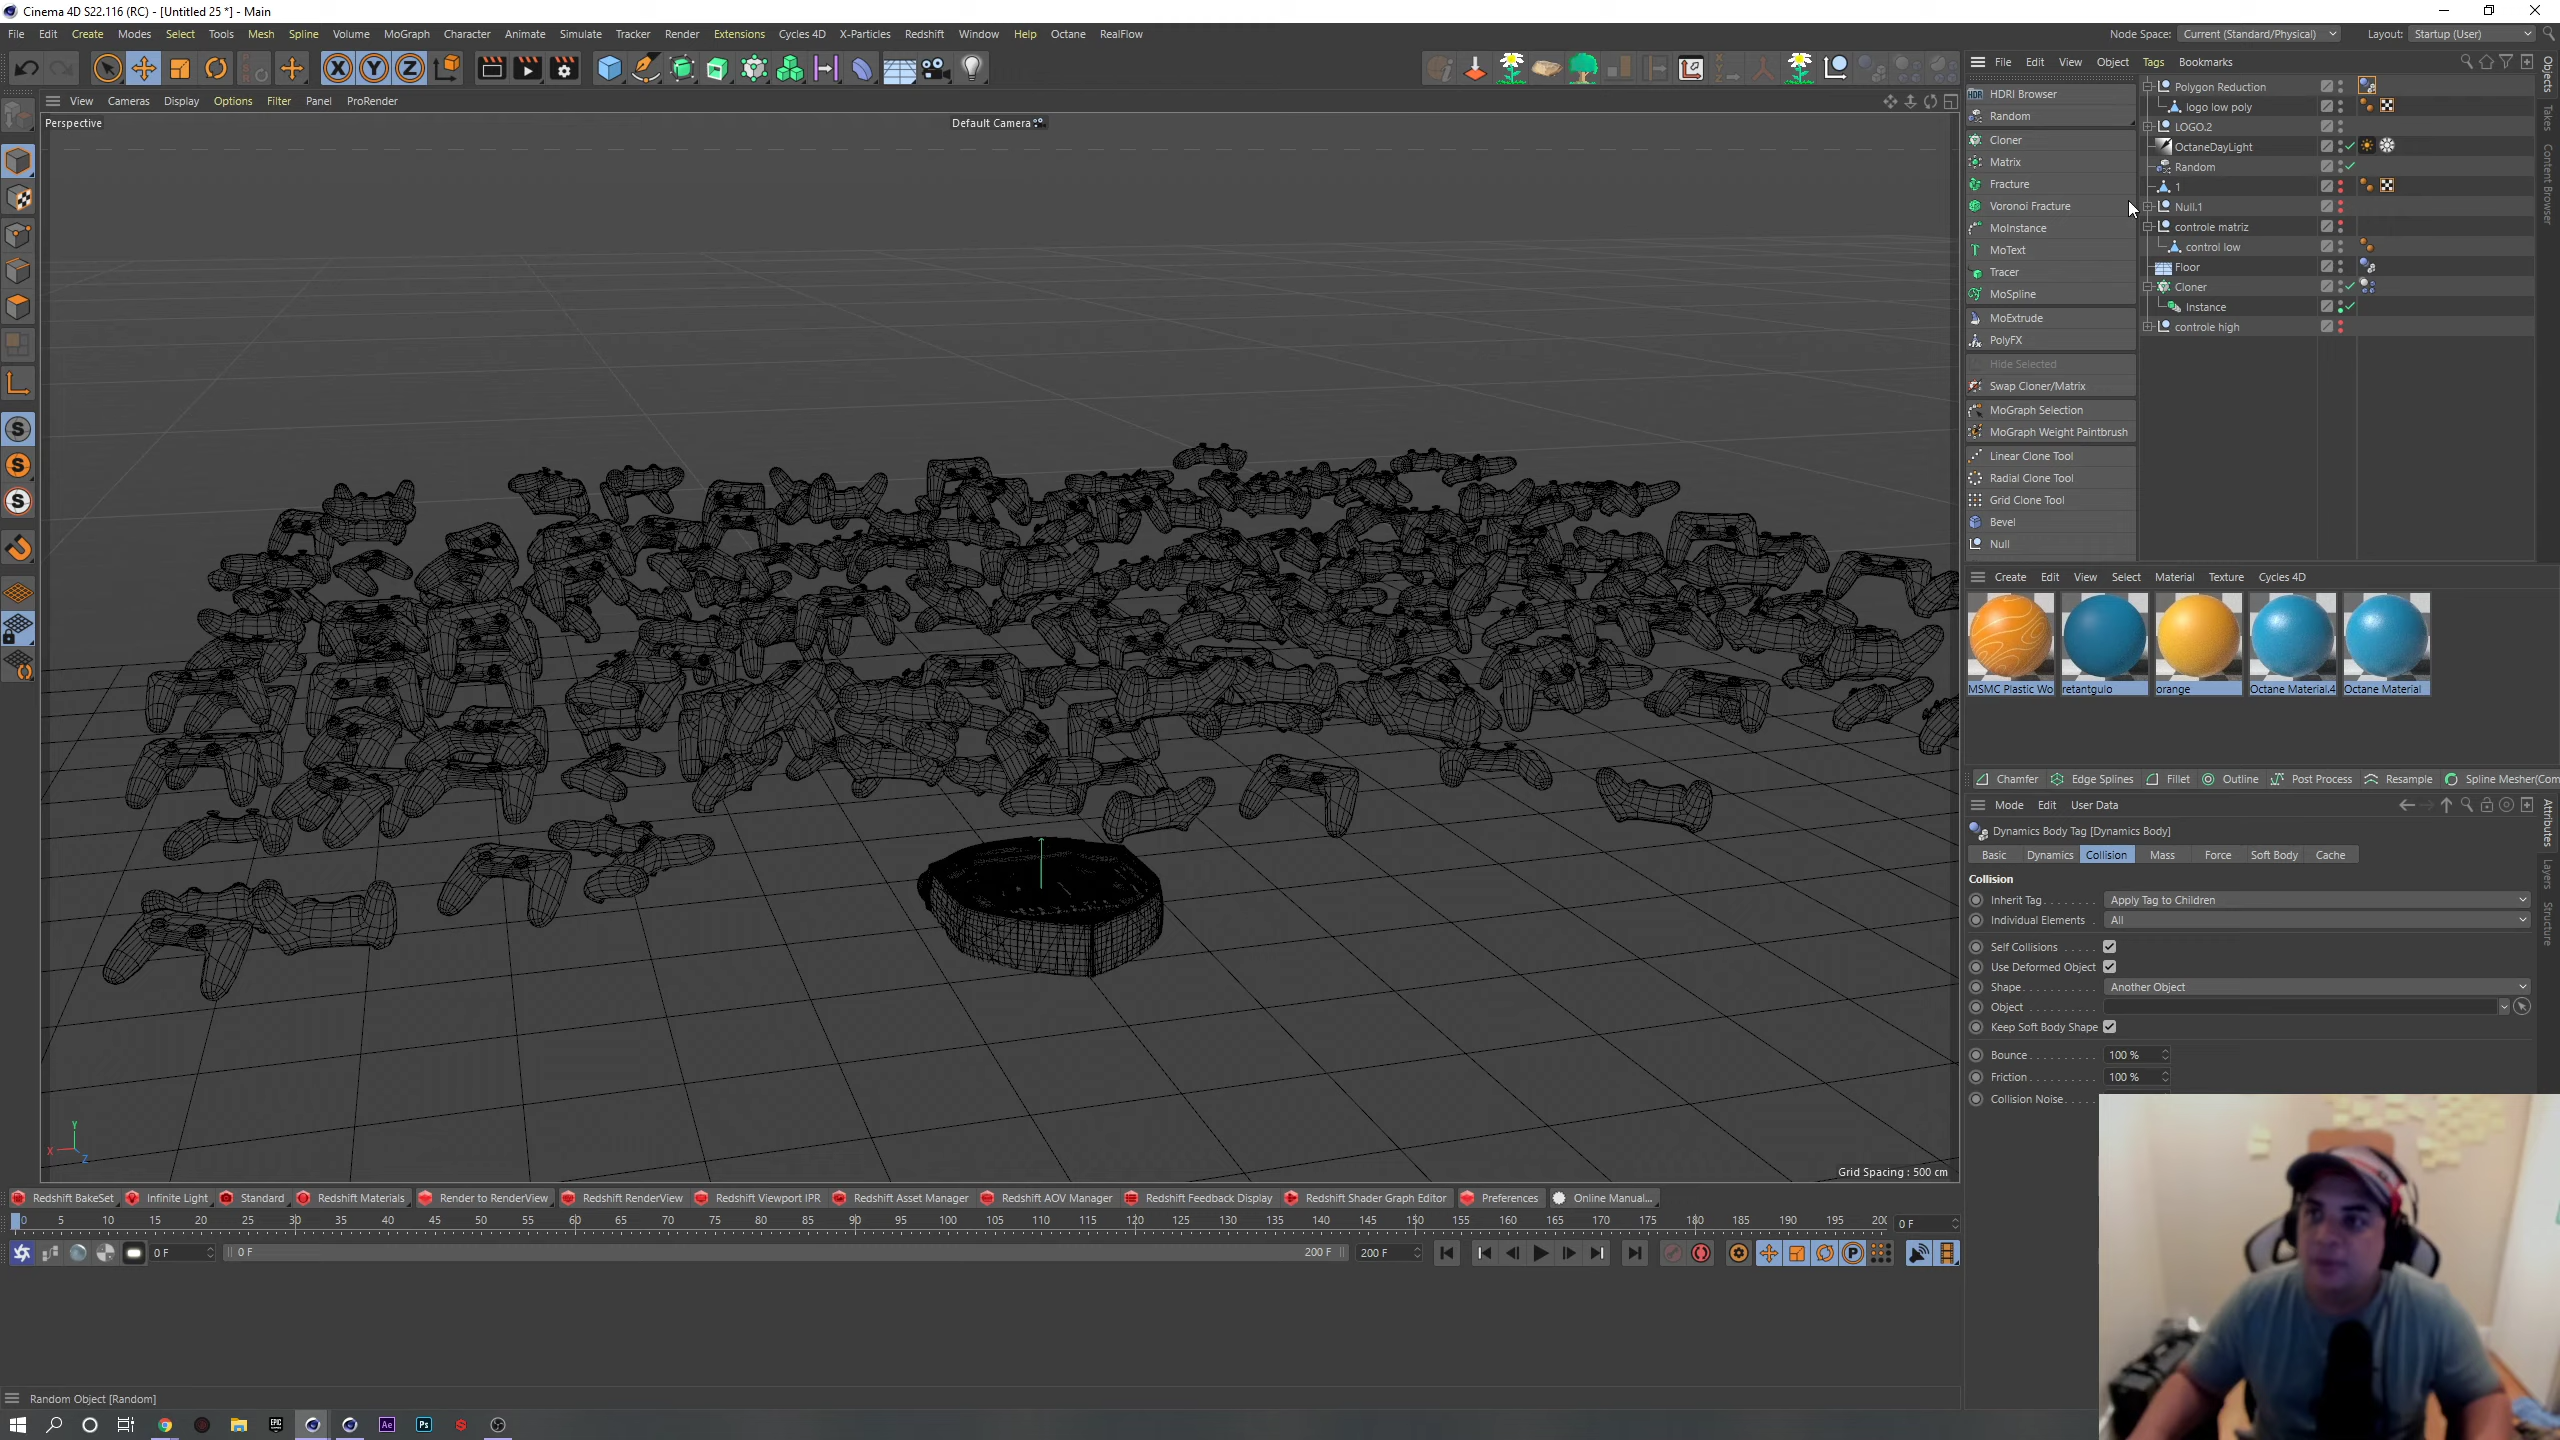 Cinema 4D S22.116 (RC) - [Untitled 25 *] - Main
File Edit Create Modes Select Tools Mesh Spline Volume MoGraph Character Animate Simulate Tracker Render Extensions Cycles 4D X-Particles Redshift Window Help Octane RealFlow
Node Space: Current (Standard/Physical) Layout: Startup (User)
View Cameras Display Options Filter Panel ProRender
Perspective
Default Camera
File Edit View Object Tags Bookmarks
HDRI Browser
Random
Cloner
Matrix
Fracture
Voronoi Fracture
MoInstance
MoText
Tracer
MoSpline
MoExtrude
PolyFX
Hide Selected
Swap Cloner/Matrix
MoGraph Selection
MoGraph Weight Paintbrush
Linear Clone Tool
Radial Clone Tool
Grid Clone Tool
Bevel
Null
Polygon Reduction
logo low poly
LOGO.2
OctaneDayLight
Random
1
Null.1
controle matriz
control low
Floor
Cloner
Instance
controle high
Objects
Takes
Content Browser
Create Edit View Select Material Texture Cycles 4D
MSMC Plastic Wo retantgulo orange Octane Material.4 Octane Material
Chamfer Edge Splines Fillet Outline Post Process Resample Spline Mesher(Com
Mode Edit User Data
Dynamics Body Tag [Dynamics Body]
Basic Dynamics Collision Mass Force Soft Body Cache
Collision
Inherit Tag Apply Tag to Children
Individual Elements All
Self Collisions
Use Deformed Object
Shape Another Object
Object
Keep Soft Body Shape
Bounce 100 %
Friction 100 %
Collision Noise
Attributes
Layers
Structure
Y
X
Z
Grid Spacing : 500 cm
Redshift BakeSet Infinite Light Standard Redshift Materials Render to RenderView Redshift RenderView Redshift Viewport IPR Redshift Asset Manager Redshift AOV Manager Redshift Feedback Display Redshift Shader Graph Editor Preferences Online Manual...
0 5 10 15 20 25 30 35 40 45 50 55 60 65 70 75 80 85 90 95 100 105 110 115 120 125 130 135 140 145 150 155 160 165 170 175 180 185 190 195 200 0 F
0 F 0 F 200 F 200 F
Random Object [Random]
EPIC Ae Ps